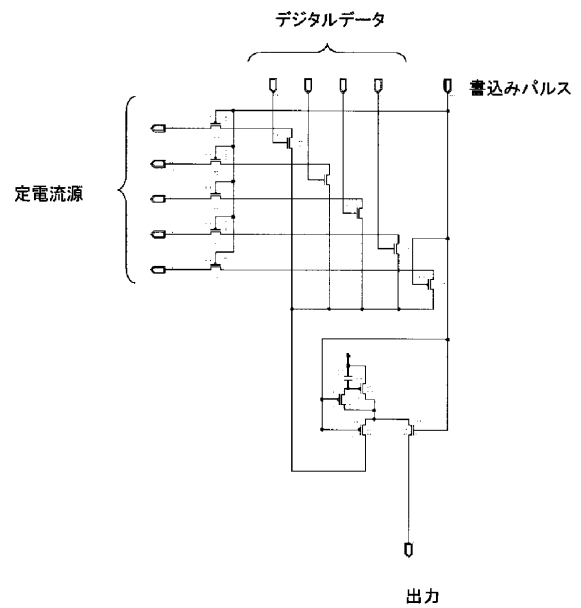 デジタルデータ
書込みパルス
定電流源
出力